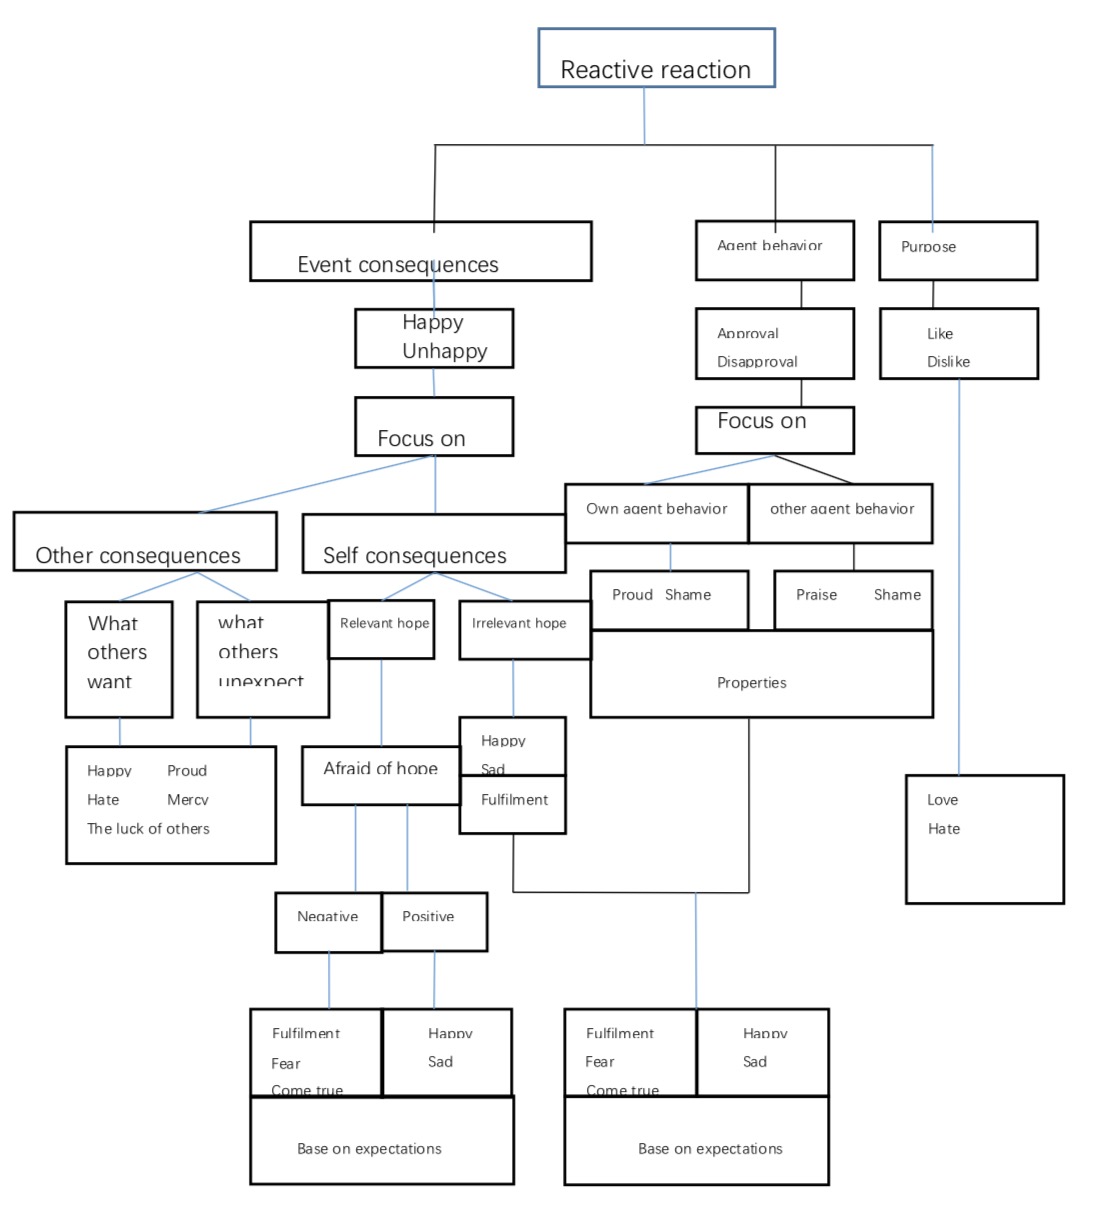 Reactive reaction
Event consequences
Agent behavior
Purpose
Happy
Unhappy
Approval
Disapproval
Like
Dislike
Focus on
Focus on
Own agent behavior
other agent behavior
Other consequences
Self consequences
Proud Shame
Praise Shame
What
others
want
what
others
unexpect
Relevant hope
Irrelevant hope
Properties
Happy Proud
Hate Mercy
The luck of others
Afraid of hope
Happy
Sad
Fulfilment
Love
Hate
Negative
Positive
Fulfilment
Fear
Come true
Happy
Sad
Base on expectations
Fulfilment
Fear
Come true
Happy
Sad
Base on expectations